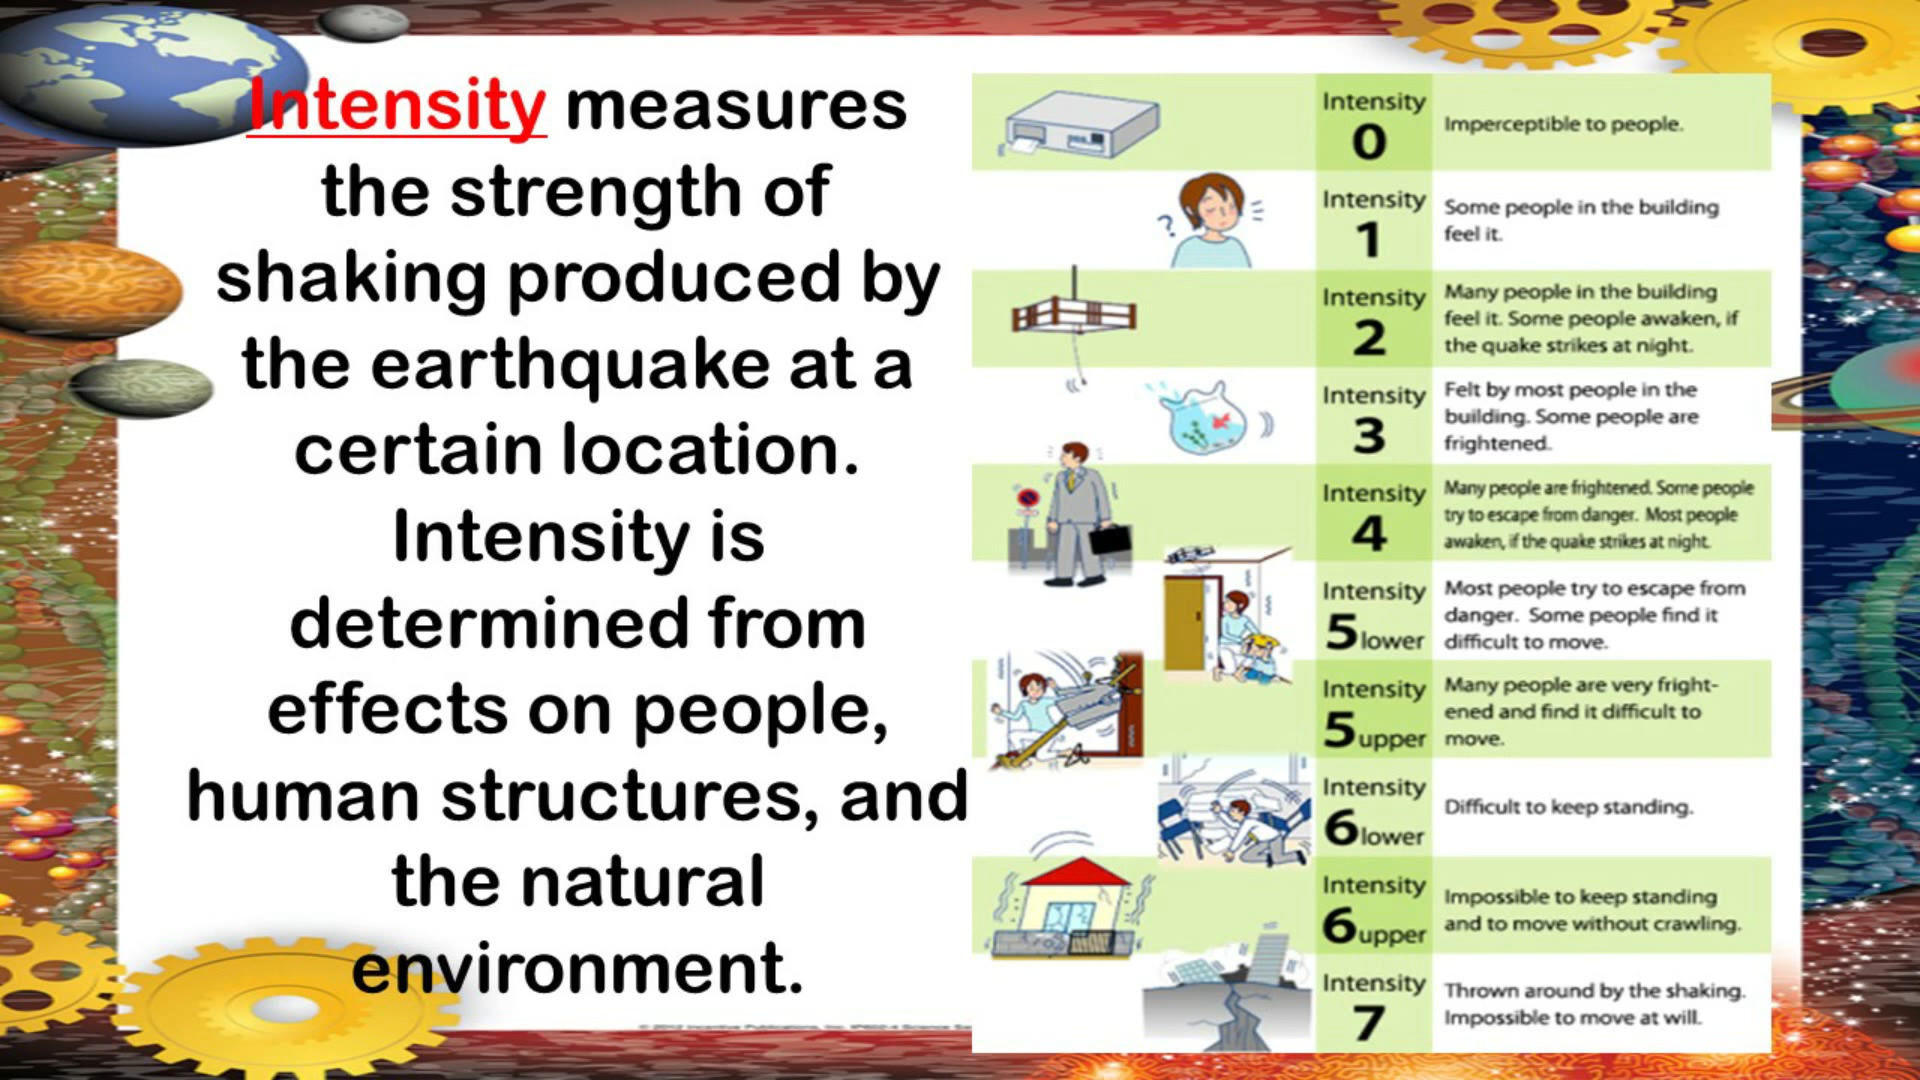 Intensity measures
the strength of
shaking produced by
the earthquake at a
certain location.
Intensity is
determined from
effects on people,
human structures, and
the natural
environment.
Intensity
0
Imperceptible to people.
Intensity
1
Some people in the building
feel it.
Intensity
2
Many people in the building
feel it. Some people awaken, if
the quake strikes at night.
Intensity
3
Felt by most people in the
building. Some people are
frightened.
Intensity
4
Many people are frightened. Some people
try to escape from danger. Most people
awaken, if the quake strikes at night.
Intensity
5 lower
Most people try to escape from
danger. Some people find it
difficult to move.
Intensity
5 upper
Many people are very fright-
ened and find it difficult to
move.
Intensity
6 lower
Difficult to keep standing.
Intensity
6 upper
Impossible to keep standing
and to move without crawling.
Intensity
7
Thrown around by the shaking.
Impossible to move at will.
?